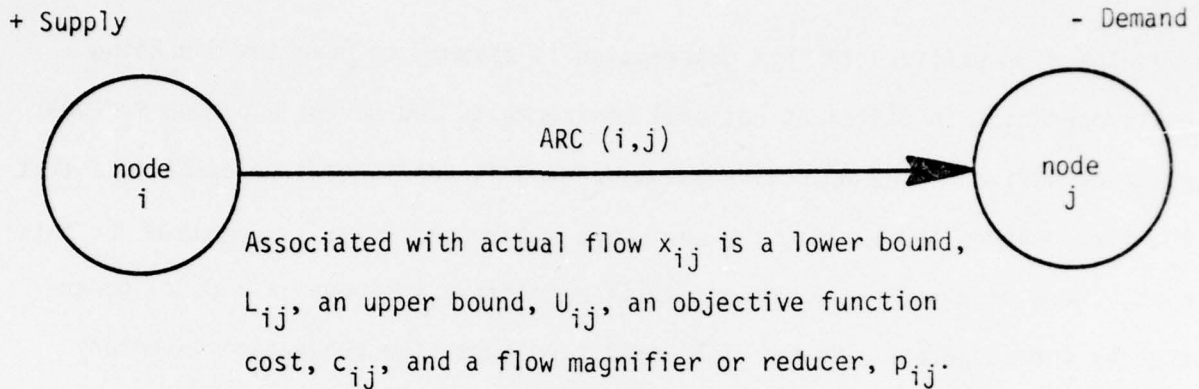 + Supply
- Demand
ARC (i,j)
node
i
node
j
Associated with actual flow x_ij is a lower bound,
L_ij, an upper bound, U_ij, an objective function
cost, c_ij, and a flow magnifier or reducer, p_ij.